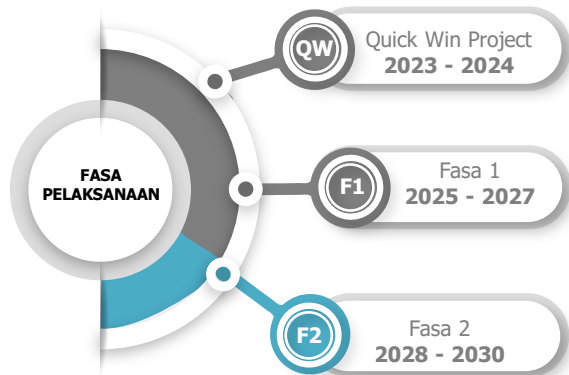 FASA
PELAKSANAAN
QW
Quick Win Project
2023 - 2024
F1
Fasa 1
2025 - 2027
F2
Fasa 2
2028 - 2030